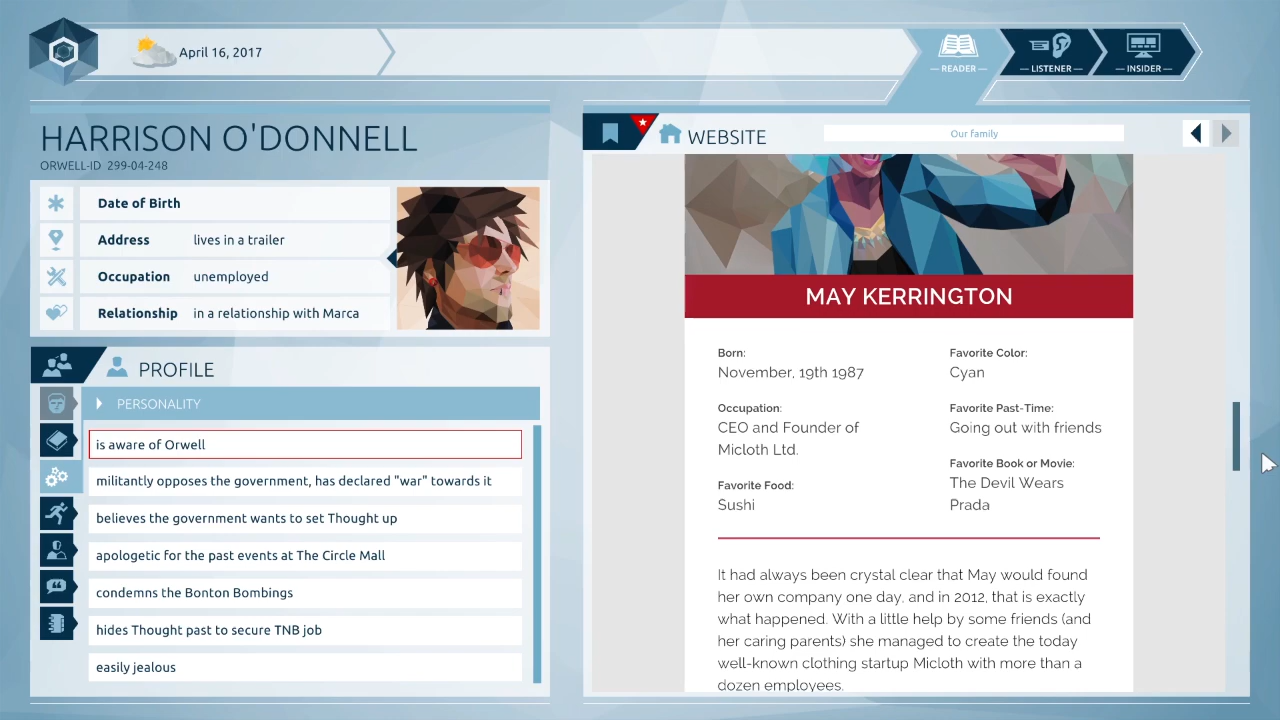 April 16, 2017
— READER —
— LISTENER —
— INSIDER —
HARRISON O'DONNELL
ORWELL-ID 299-04-248
Date of Birth
Address lives in a trailer
Occupation unemployed
Relationship in a relationship with Marca
PROFILE
PERSONALITY
is aware of Orwell
militantly opposes the government, has declared "war" towards it
believes the government wants to set Thought up
apologetic for the past events at The Circle Mall
condemns the Bonton Bombings
hides Thought past to secure TNB job
easily jealous
WEBSITE
Our family
MAY KERRINGTON
Born:
November, 19th 1987
Occupation:
CEO and Founder of
Micloth Ltd.
Favorite Food:
Sushi
Favorite Color:
Cyan
Favorite Past-Time:
Going out with friends
Favorite Book or Movie:
The Devil Wears
Prada
It had always been crystal clear that May would found
her own company one day, and in 2012, that is exactly
what happened. With a little help by some friends (and
her caring parents) she managed to create the today
well-known clothing startup Micloth with more than a
dozen employees.